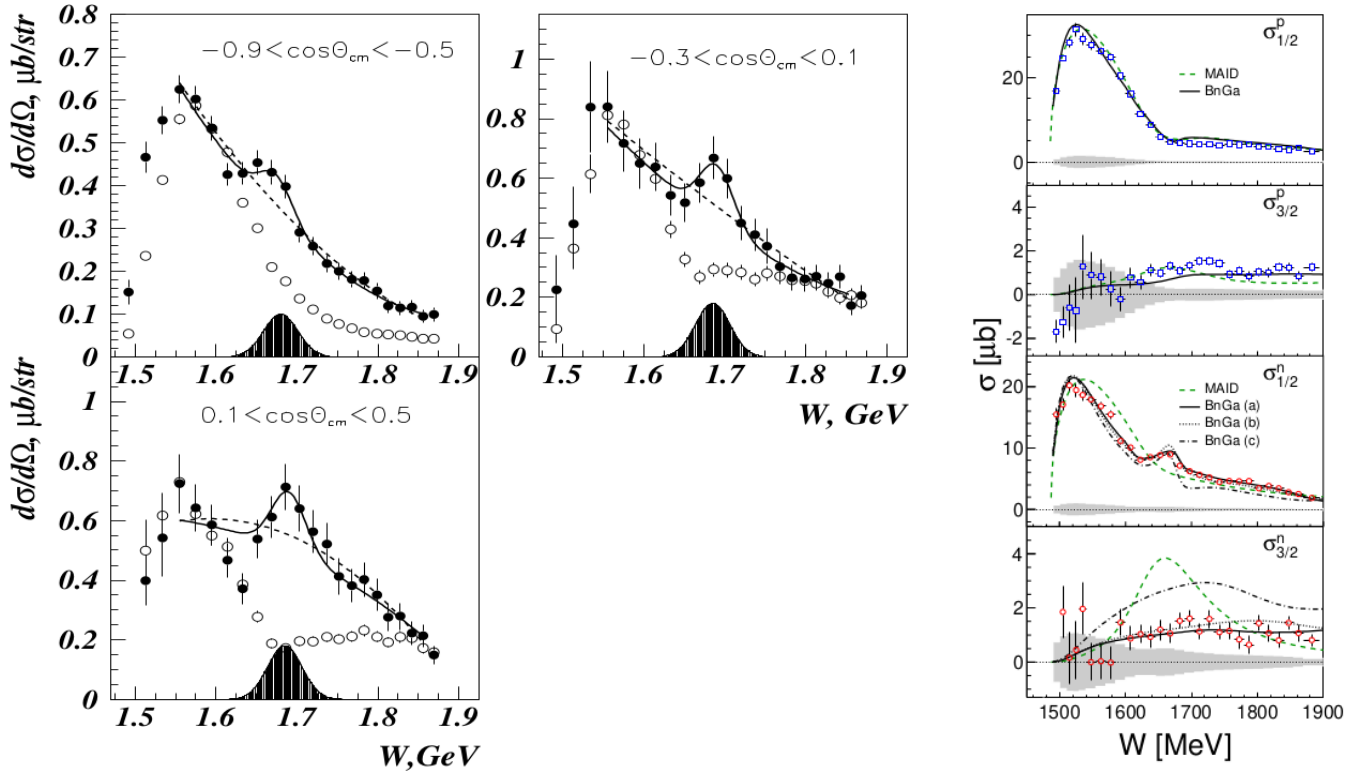 dσ/dΩ, μb/str
0.8
0.7
0.6
0.5
0.4
0.3
0.2
0.1
0
−0.9<cosΘcm<−0.5
1.5 1.6 1.7 1.8 1.9
dσ/dΩ, μb/str
1
0.8
0.6
0.4
0.2
0
−0.3<cosΘcm<0.1
1.5 1.6 1.7 1.8 1.9
W, GeV
dσ/dΩ, μb/str
1
0.8
0.6
0.4
0.2
0
0.1<cosΘcm<0.5
1.5 1.6 1.7 1.8 1.9
W,GeV
σ [μb]
σp1/2
20
0
MAID
BnGa
σp3/2
4
2
0
-2
σn1/2
20
10
0
MAID
BnGa (a)
BnGa (b)
BnGa (c)
σn3/2
4
2
0
1500 1600 1700 1800 1900
W [MeV]